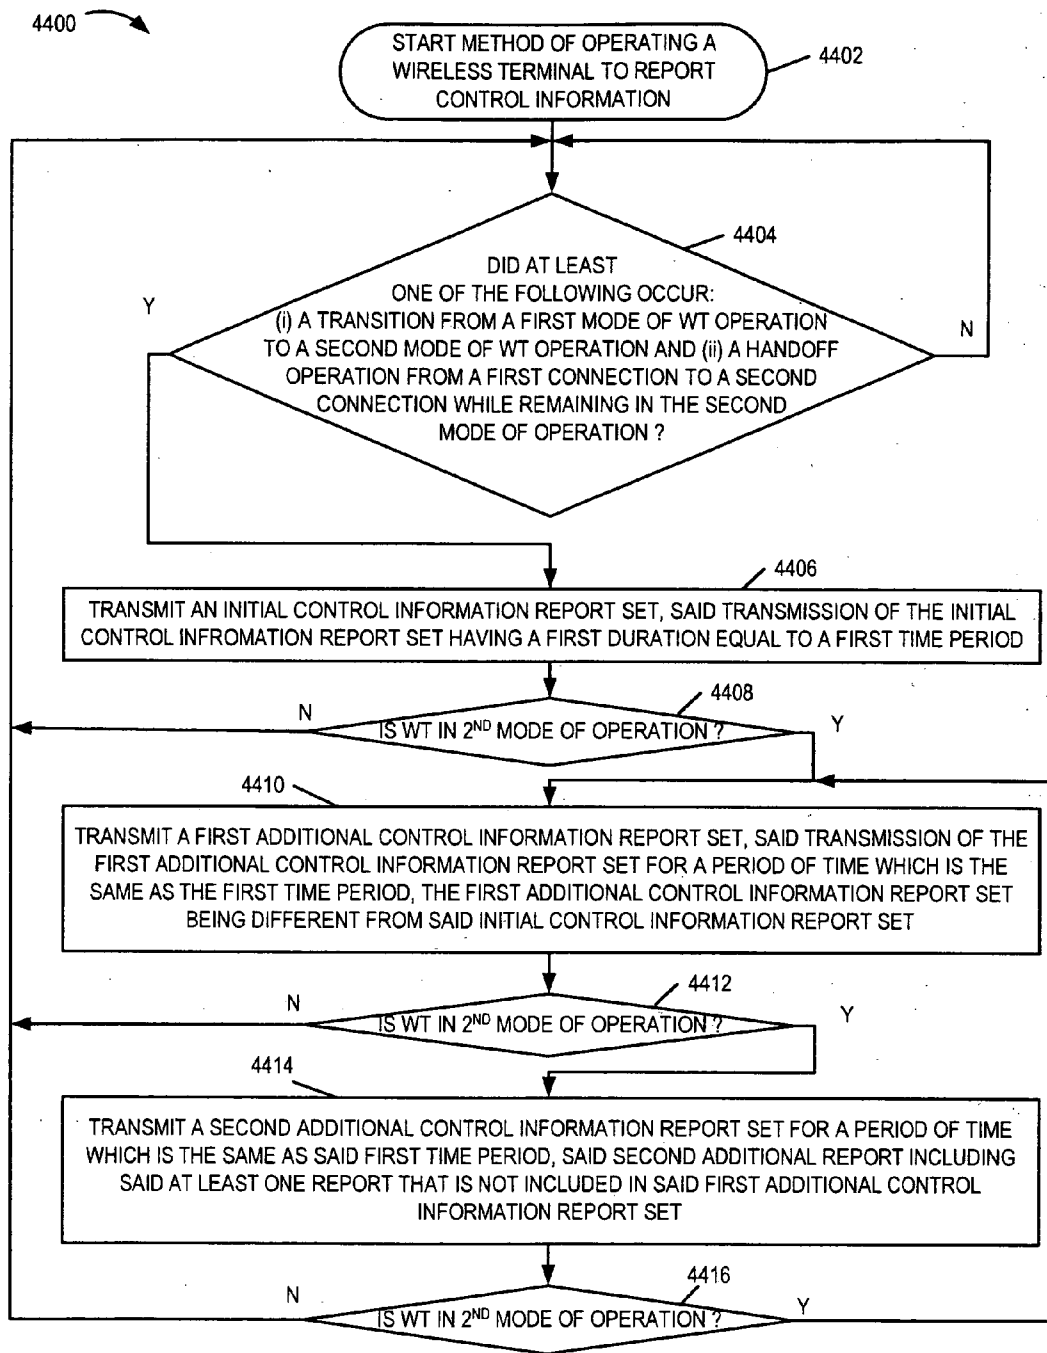 4400
START METHOD OF OPERATING A
WIRELESS TERMINAL TO REPORT
CONTROL INFORMATION
4402
4404
DID AT LEAST
ONE OF THE FOLLOWING OCCUR:
(i) A TRANSITION FROM A FIRST MODE OF WT OPERATION
TO A SECOND MODE OF WT OPERATION AND (ii) A HANDOFF
OPERATION FROM A FIRST CONNECTION TO A SECOND
CONNECTION WHILE REMAINING IN THE SECOND
MODE OF OPERATION ?
Y
N
4406
TRANSMIT AN INITIAL CONTROL INFORMATION REPORT SET, SAID TRANSMISSION OF THE INITIAL
CONTROL INFROMATION REPORT SET HAVING A FIRST DURATION EQUAL TO A FIRST TIME PERIOD
4408
N
IS WT IN 2ND MODE OF OPERATION ?
Y
4410
TRANSMIT A FIRST ADDITIONAL CONTROL INFORMATION REPORT SET, SAID TRANSMISSION OF THE
FIRST ADDITIONAL CONTROL INFORMATION REPORT SET FOR A PERIOD OF TIME WHICH IS THE
SAME AS THE FIRST TIME PERIOD, THE FIRST ADDITIONAL CONTROL INFORMATION REPORT SET
BEING DIFFERENT FROM SAID INITIAL CONTROL INFORMATION REPORT SET
4412
N
IS WT IN 2ND MODE OF OPERATION ?
Y
4414
TRANSMIT A SECOND ADDITIONAL CONTROL INFORMATION REPORT SET FOR A PERIOD OF TIME
WHICH IS THE SAME AS SAID FIRST TIME PERIOD, SAID SECOND ADDITIONAL REPORT INCLUDING
SAID AT LEAST ONE REPORT THAT IS NOT INCLUDED IN SAID FIRST ADDITIONAL CONTROL
INFORMATION REPORT SET
4416
N
IS WT IN 2ND MODE OF OPERATION ?
Y